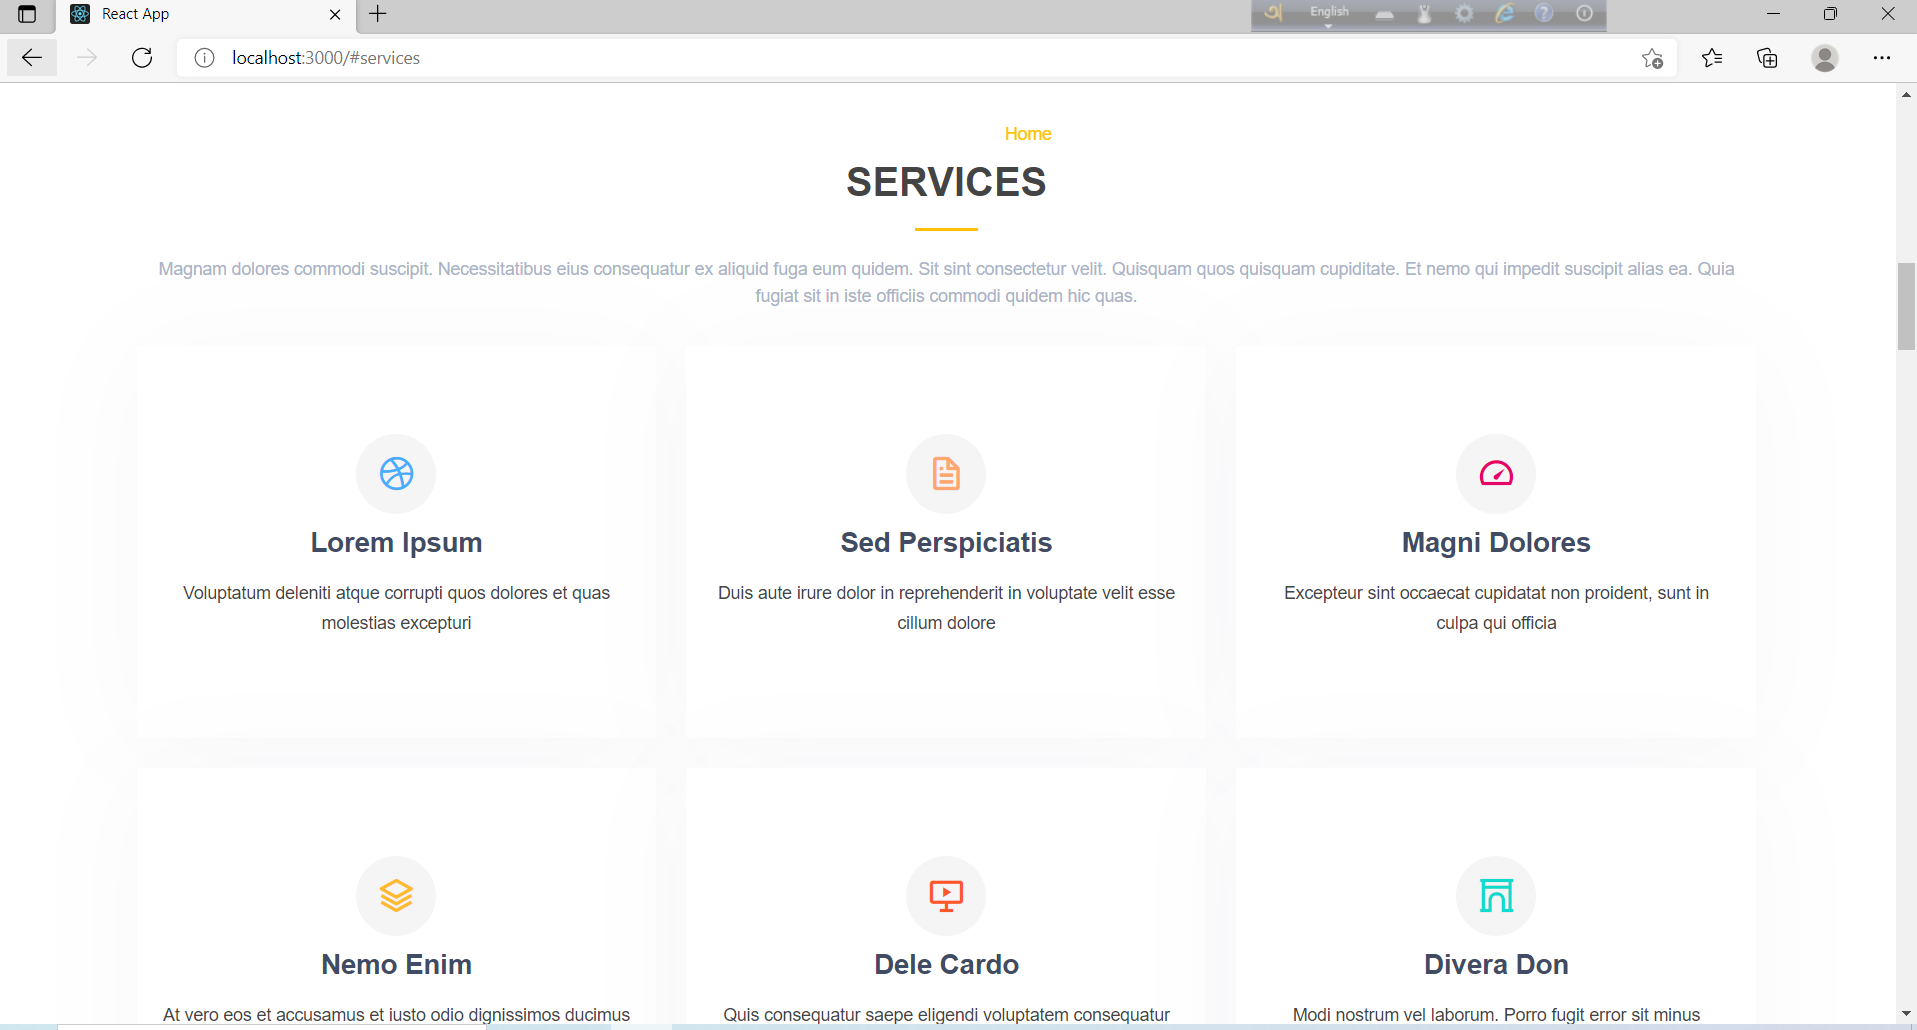 React App
অ English
localhost:3000/#services
Home
SERVICES
Magnam dolores commodi suscipit. Necessitatibus eius consequatur ex aliquid fuga eum quidem. Sit sint consectetur velit. Quisquam quos quisquam cupiditate. Et nemo qui impedit suscipit alias ea. Quia
fugiat sit in iste officiis commodi quidem hic quas.
Lorem Ipsum
Voluptatum deleniti atque corrupti quos dolores et quas
molestias excepturi
Sed Perspiciatis
Duis aute irure dolor in reprehenderit in voluptate velit esse
cillum dolore
Magni Dolores
Excepteur sint occaecat cupidatat non proident, sunt in
culpa qui officia
Nemo Enim
At vero eos et accusamus et iusto odio dignissimos ducimus
Dele Cardo
Quis consequatur saepe eligendi voluptatem consequatur
Divera Don
Modi nostrum vel laborum. Porro fugit error sit minus